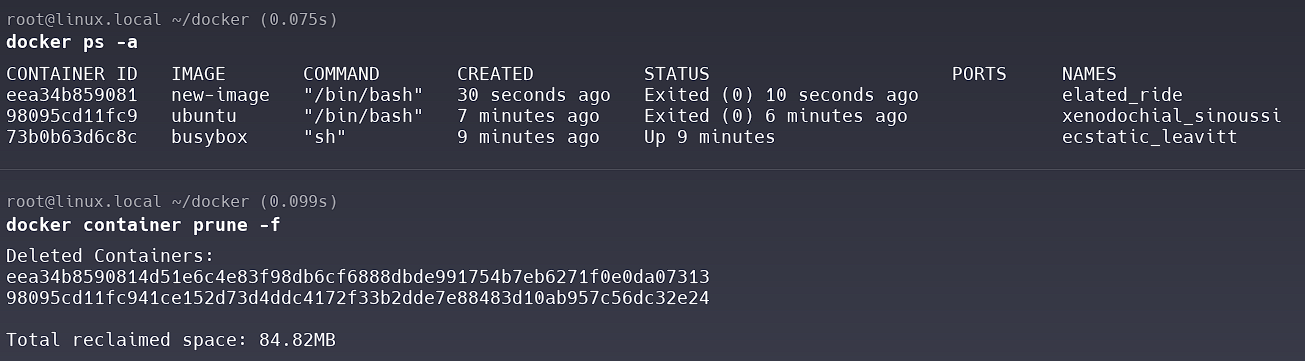 root@linux.local ~/docker (0.075s)
docker ps -a
CONTAINER ID   IMAGE       COMMAND       CREATED          STATUS                      PORTS     NAMES
eea34b859081   new-image   "/bin/bash"   30 seconds ago   Exited (0) 10 seconds ago             elated_ride
98095cd11fc9   ubuntu      "/bin/bash"   7 minutes ago    Exited (0) 6 minutes ago              xenodochial_sinoussi
73b0b63d6c8c   busybox     "sh"          9 minutes ago    Up 9 minutes                          ecstatic_leavitt
root@linux.local ~/docker (0.099s)
docker container prune -f
Deleted Containers:
eea34b8590814d51e6c4e83f98db6cf6888dbde991754b7eb6271f0e0da07313
98095cd11fc941ce152d73d4ddc4172f33b2dde7e88483d10ab957c56dc32e24
Total reclaimed space: 84.82MB